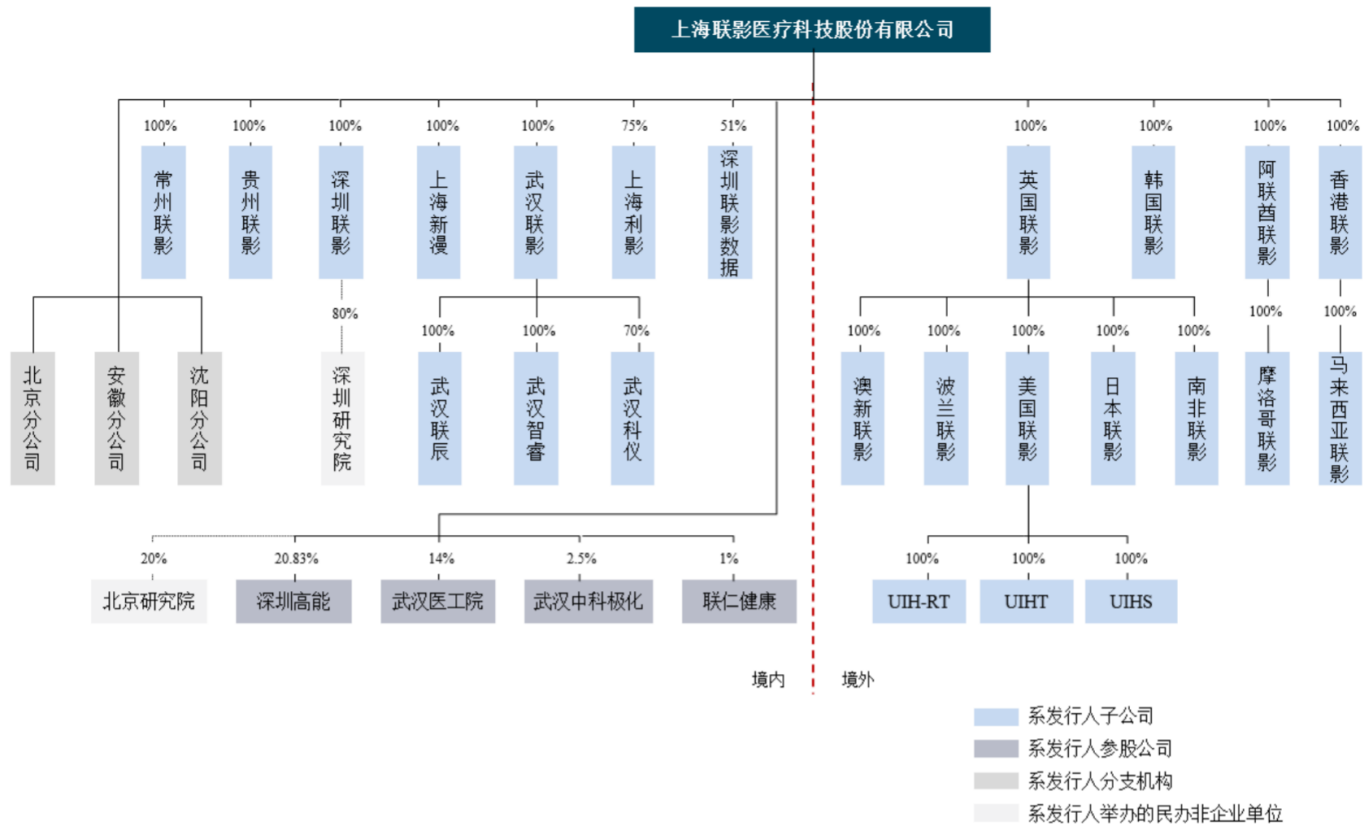 上海联影医疗科技股份有限公司
100%
100%
100%
100%
100%
75%
51%
100%
100%
100%
100%
常州联影
贵州联影
深圳联影
上海新漫
武汉联影
上海利影
深圳联影数据
英国联影
韩国联影
阿联酋联影
香港联影
80%
100%
100%
70%
100%
100%
100%
100%
100%
100%
100%
北京分公司
安徽分公司
沈阳分公司
深圳研究院
武汉联辰
武汉智睿
武汉科仪
澳新联影
波兰联影
美国联影
日本联影
南非联影
摩洛哥联影
马来西亚联影
20%
20.83%
14%
2.5%
1%
100%
100%
100%
北京研究院
深圳高能
武汉医工院
武汉中科极化
联仁健康
UIH-RT
UIHT
UIHS
境内
境外
系发行人子公司
系发行人参股公司
系发行人分支机构
系发行人举办的民办非企业单位